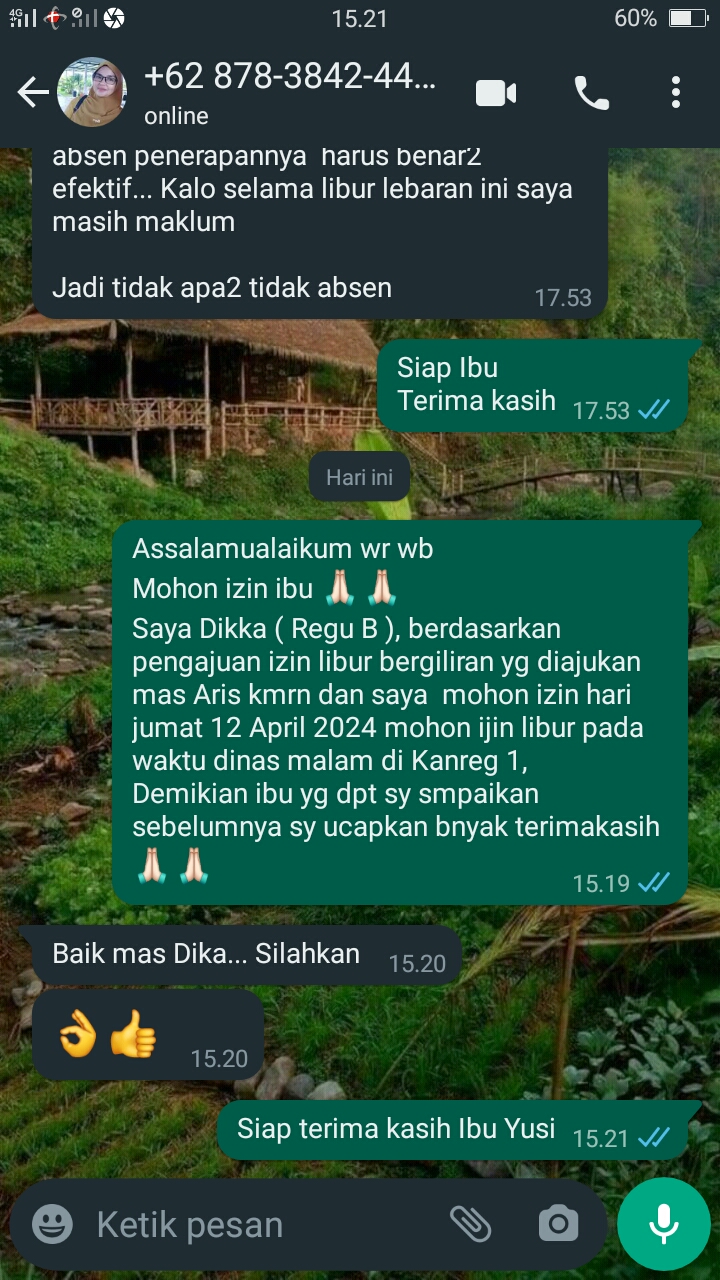 4G
15.21
60%
+62 878-3842-44...
online
absen penerapannya harus benar2
efektif... Kalo selama libur lebaran ini saya
masih maklum
Jadi tidak apa2 tidak absen
17.53
Siap Ibu
Terima kasih
17.53
Hari ini
Assalamualaikum wr wb
Mohon izin ibu 🙏🏻 🙏🏻
Saya Dikka ( Regu B ), berdasarkan
pengajuan izin libur bergiliran yg diajukan
mas Aris kmrn dan saya mohon izin hari
jumat 12 April 2024 mohon ijin libur pada
waktu dinas malam di Kanreg 1,
Demikian ibu yg dpt sy smpaikan
sebelumnya sy ucapkan bnyak terimakasih
🙏🏻 🙏🏻
15.19
Baik mas Dika... Silahkan
15.20
👌👍
15.20
Siap terima kasih Ibu Yusi
15.21
Ketik pesan